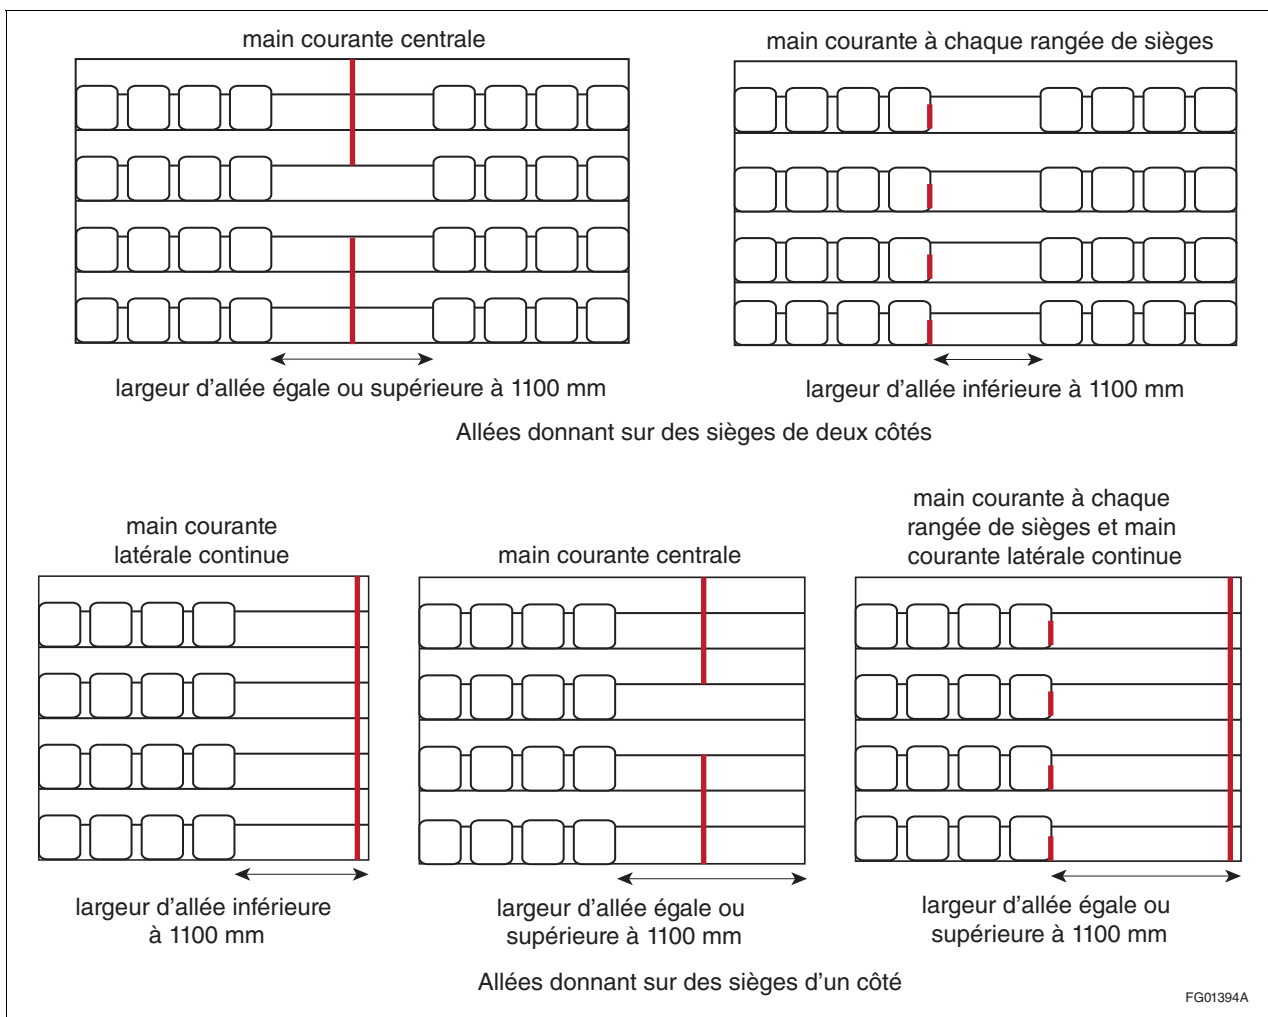 main courante centrale
main courante à chaque rangée de sièges
largeur d'allée égale ou supérieure à 1100 mm
largeur d'allée inférieure à 1100 mm
Allées donnant sur des sièges de deux côtés
main courante
latérale continue
main courante centrale
main courante à chaque
rangée de sièges et main
courante latérale continue
largeur d'allée inférieure
à 1100 mm
largeur d'allée égale ou
supérieure à 1100 mm
largeur d'allée égale ou
supérieure à 1100 mm
Allées donnant sur des sièges d'un côté
FG01394A